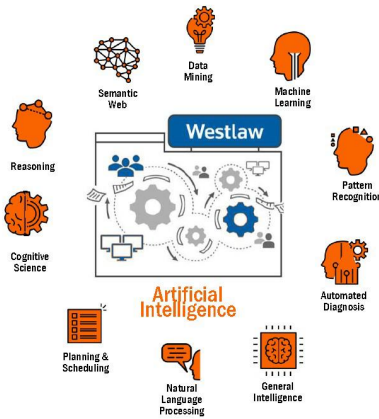 Data
Mining
Semantic
Web
Machine
Learning
Westlaw
Reasoning
Pattern
Recognition
Cognitive
Science
Automated
Diagnosis
Artificial
Intelligence
Planning &
Scheduling
Natural
Language
Processing
General
Intelligence